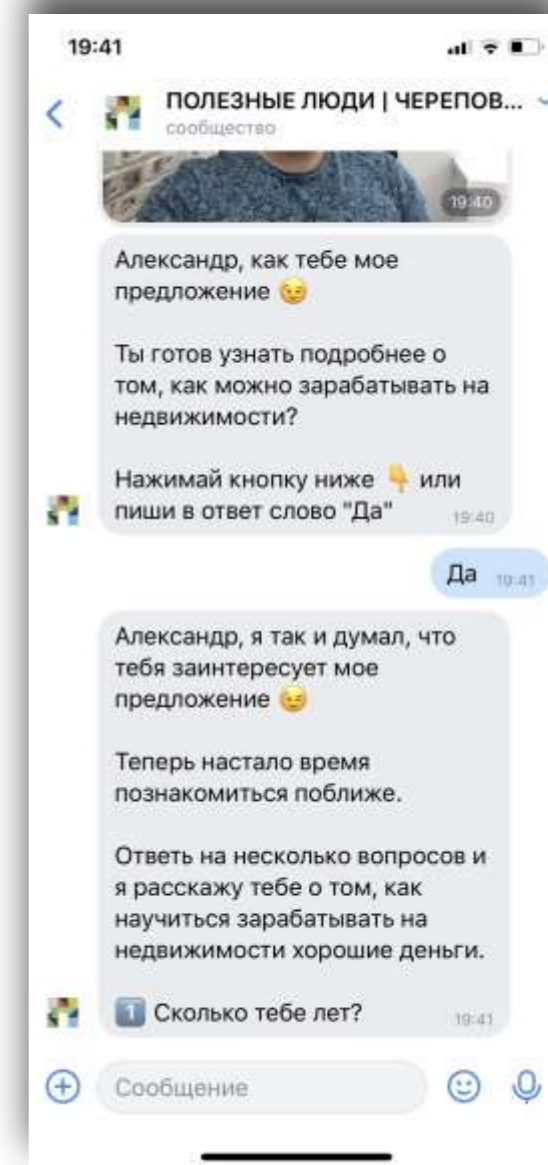 19:41
ПОЛЕЗНЫЕ ЛЮДИ | ЧЕРЕПОВ...
сообщество
19:40
Александр, как тебе мое
предложение 😉
Ты готов узнать подробнее о
том, как можно зарабатывать на
недвижимости?
Нажимай кнопку ниже 👇 или
пиши в ответ слово "Да" 19:40
Да 19:41
Александр, я так и думал, что
тебя заинтересует мое
предложение 😉
Теперь настало время
познакомиться поближе.
Ответь на несколько вопросов и
я расскажу тебе о том, как
научиться зарабатывать на
недвижимости хорошие деньги.
1️⃣ Сколько тебе лет? 19:41
Сообщение